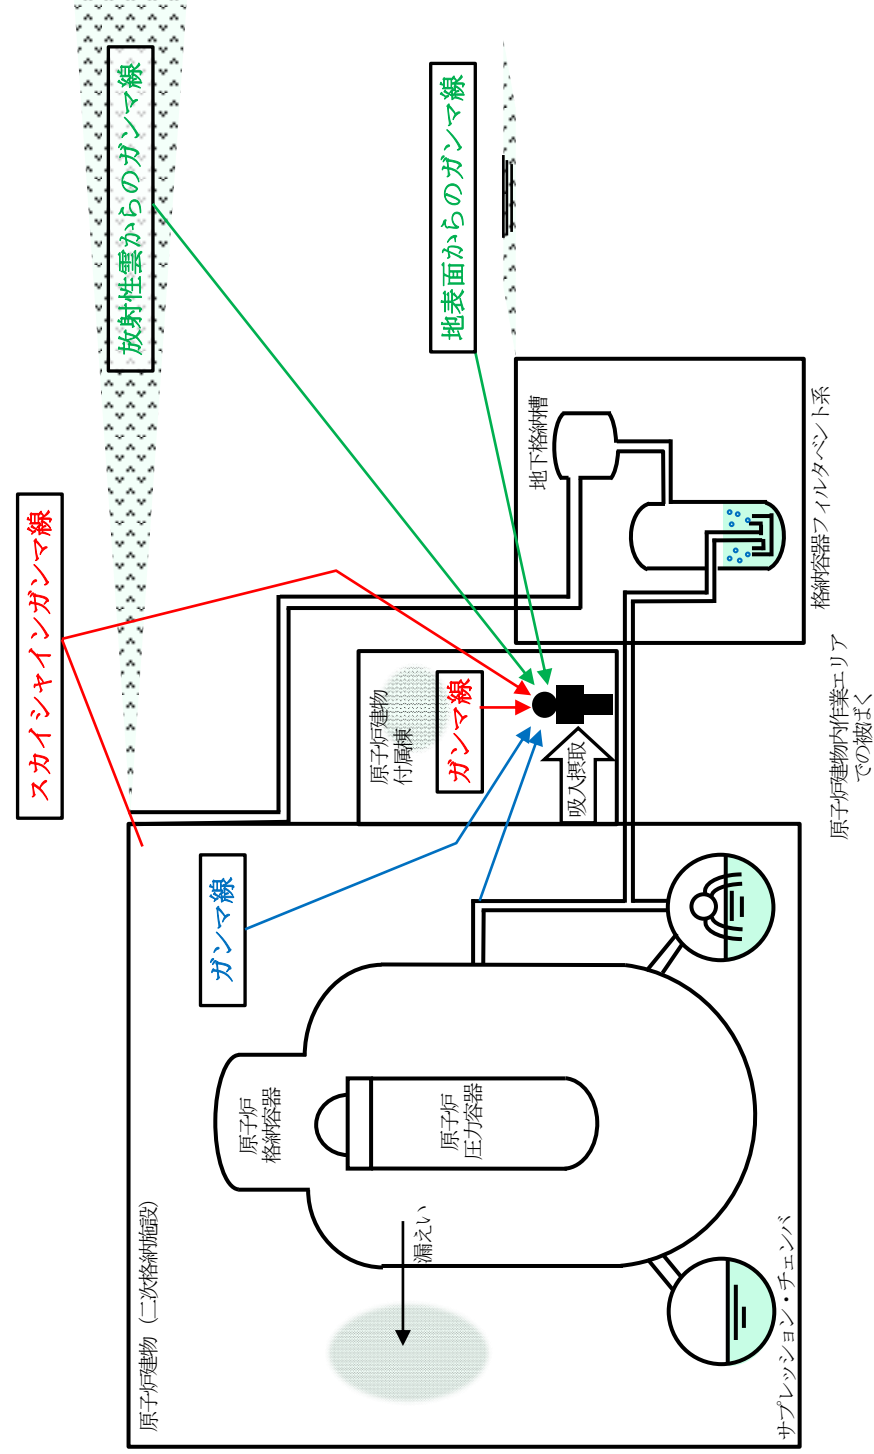 原子炉建物（二次格納施設）
漏えい
原子炉
格納容器
原子炉
圧力容器
サプレッション・チェンバ
ガンマ線
スカイシャインガンマ線
原子炉建物
付属棟
ガンマ線
吸入摂取
放射性雲からのガンマ線
地表面からのガンマ線
地下格納槽
格納容器フィルタベント系
原子炉建物内作業エリア
での被ばく